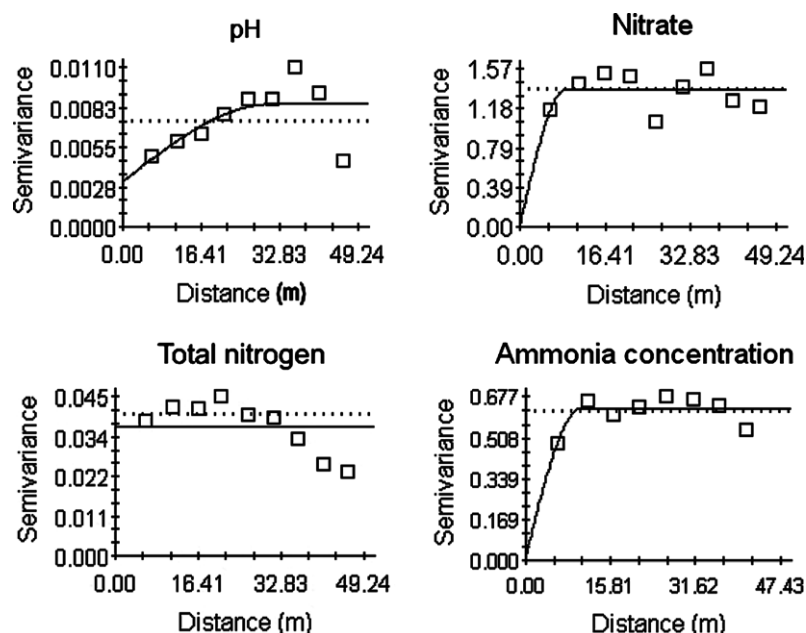 pH
Semivariance
0.0110
0.0083
0.0055
0.0028
0.0000
0.00 16.41 32.83 49.24
Distance (m)
Nitrate
Semivariance
1.57
1.18
0.79
0.39
0.00
0.00 16.41 32.83 49.24
Distance (m)
Total nitrogen
Semivariance
0.045
0.034
0.022
0.011
0.000
0.00 16.41 32.83 49.24
Distance (m)
Ammonia concentration
Semivariance
0.677
0.508
0.339
0.169
0.000
0.00 15.81 31.62 47.43
Distance (m)